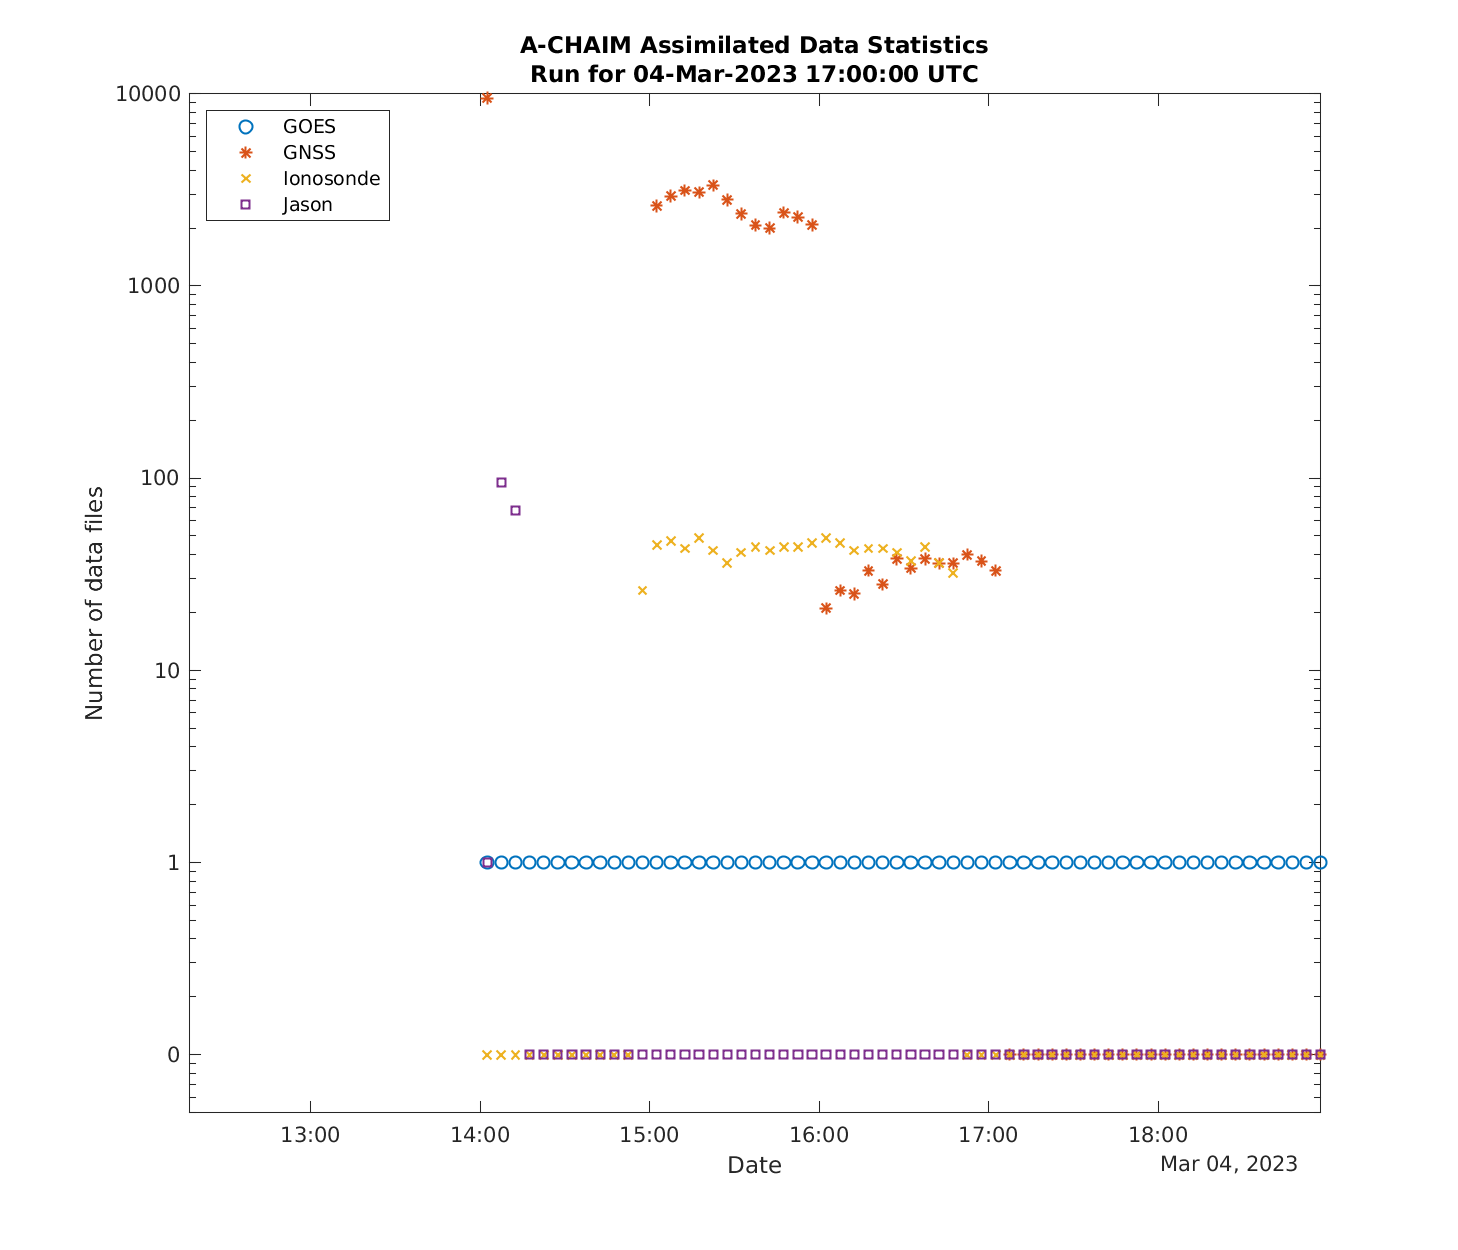 A-CHAIM Assimilated Data Statistics
Run for 04-Mar-2023 17:00:00 UTC
10000
1000
100
10
1
0
Number of data files
GOES
GNSS
Ionosonde
Jason
13:00
14:00
15:00
16:00
17:00
18:00
Date
Mar 04, 2023